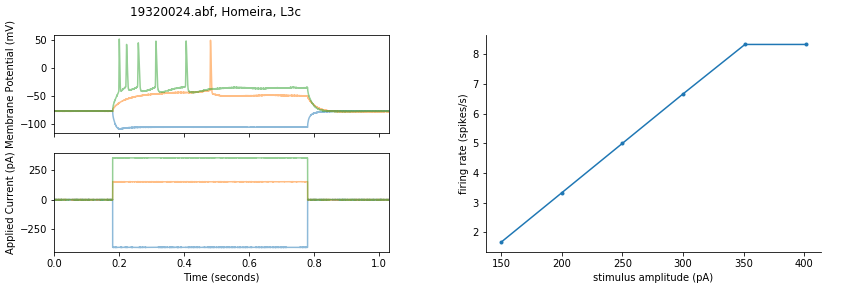 19320024.abf, Homeira, L3c
Membrane Potential (mV)
50
0
−50
−100
Applied Current (pA)
250
0
−250
0.0 0.2 0.4 0.6 0.8 1.0
Time (seconds)
firing rate (spikes/s)
8
7
6
5
4
3
2
150 200 250 300 350 400
stimulus amplitude (pA)